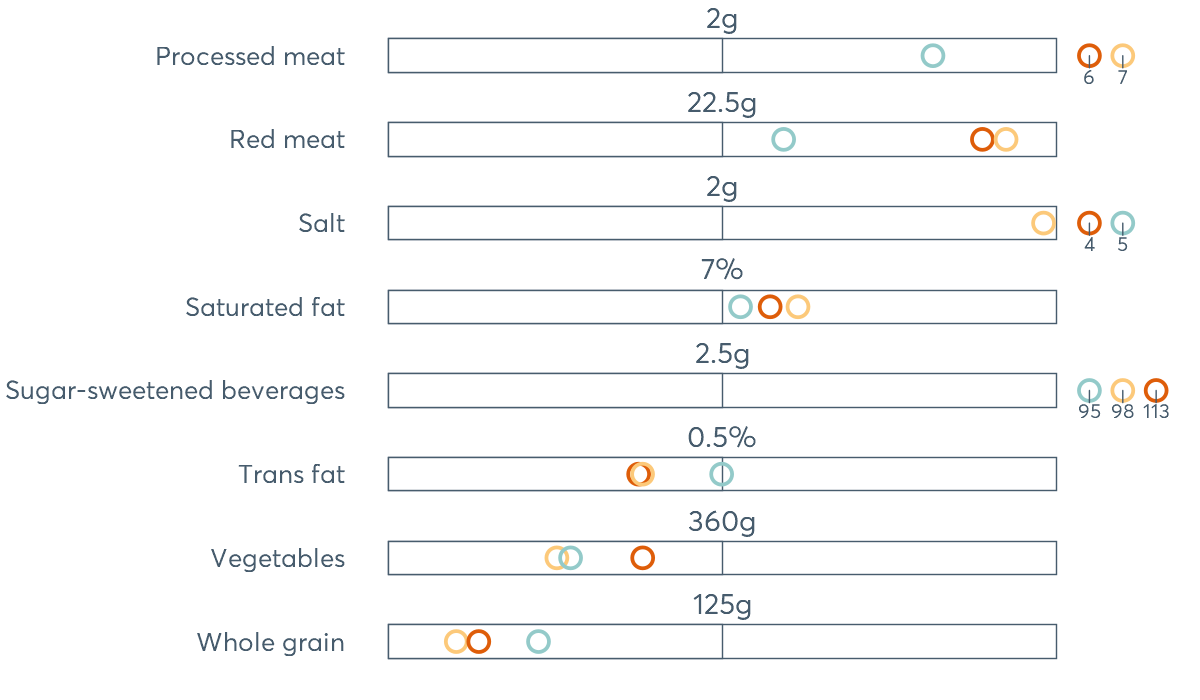 2g
Processed meat
6 7
22.5g
Red meat
2g
Salt
4 5
7%
Saturated fat
2.5g
Sugar-sweetened beverages
95 98 113
0.5%
Trans fat
360g
Vegetables
125g
Whole grain